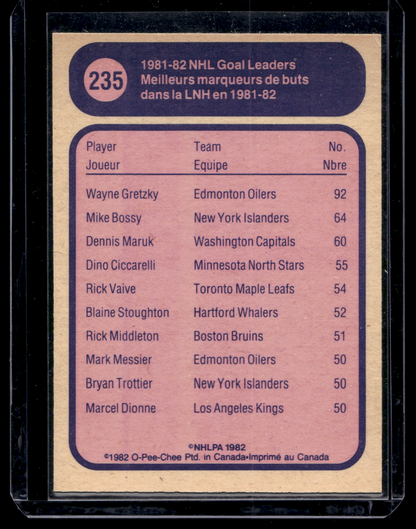 235
1981-82 NHL Goal Leaders
Meilleurs marqueurs de buts
dans la LNH en 1981-82
Player Team No.
Joueur Equipe Nbre
Wayne Gretzky Edmonton Oilers 92
Mike Bossy New York Islanders 64
Dennis Maruk Washington Capitals 60
Dino Ciccarelli Minnesota North Stars 55
Rick Vaive Toronto Maple Leafs 54
Blaine Stoughton Hartford Whalers 52
Rick Middleton Boston Bruins 51
Mark Messier Edmonton Oilers 50
Bryan Trottier New York Islanders 50
Marcel Dionne Los Angeles Kings 50
©NHLPA 1982
©1982 O-Pee-Chee Ptd. in Canada•Imprimé au Canada